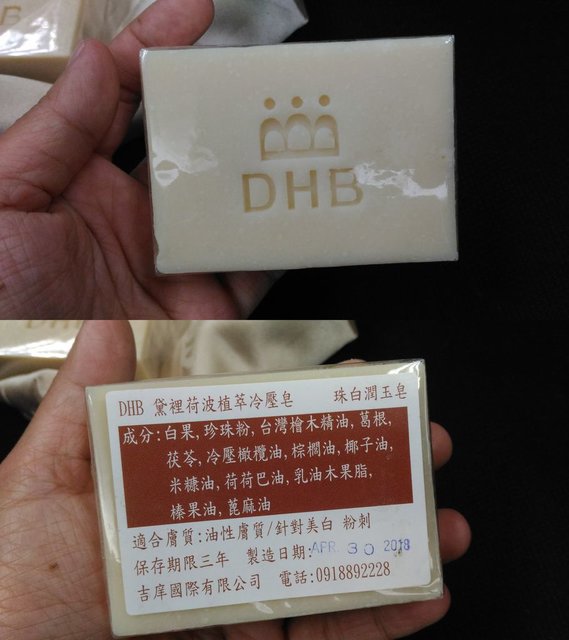 DHB
DHB 黛裡荷波植萃冷壓皂 珠白潤玉皂
成分:白果, 珍珠粉, 台灣檜木精油, 葛根,
茯苓, 冷壓橄欖油, 棕櫚油, 椰子油,
米糠油, 荷荷巴油, 乳油木果脂,
榛果油, 蓖麻油
適合膚質:油性膚質/針對美白 粉刺
保存期限三年 製造日期:APR. 30 2018
吉庠國際有限公司 電話:0918892228